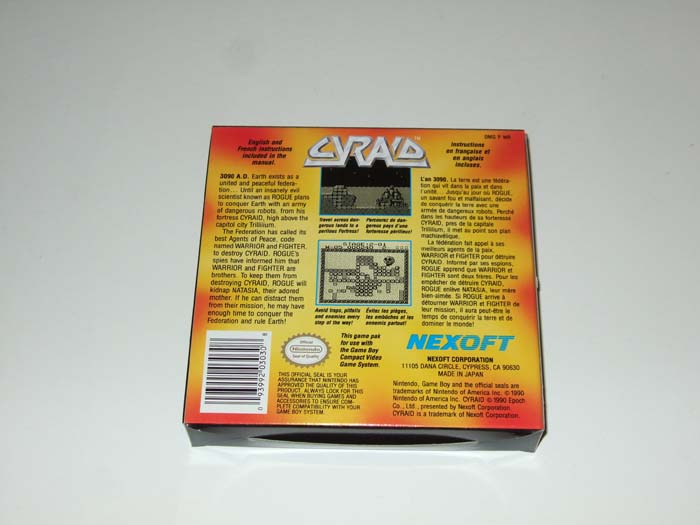 English and
French instructions
included in the
manual.
CYRAID™
DMG P WR
instructions
en française et
en anglais
incluses.
3090 A.D. Earth exists as a
united and peaceful federa-
tion... Until an insanely evil
scientist known as ROGUE plans
to conquer Earth with an army
of dangerous robots, from his
fortress CYRAID, high above the
capitol city Trillium.
The Federation has called its
best Agents of Peace, code
named WARRIOR and FIGHTER,
to destroy CYRAID. ROGUE'S
spies have informed him that
WARRIOR and FIGHTER are
brothers. To keep them from
destroying CYRAID, ROGUE will
kidnap NATASIA, their adored
mother. If he can distract them
from their mission, he may have
enough time to conquer the
Federation and rule Earth!
Travel across dan-
gerous lands to a
perilous Fortress!
Parcourez de dan-
gereux pays d'une
forteresse périlleux!
Avoid traps, pitfalls
and enemies every
step of the way!
Évitez les pièges,
les embûches et les
ennemis partout!
L'an 3090. La terre est une fédéra-
tion qui vit dans la paix et dans
l'unité... Jusqu'au jour où ROGUE,
un savant fou et malfaisant, décide
de conquérir la terre avec une
armée de dangereux robots. Perché
dans les hauteurs de sa forteresse
CYRAID, pres de la capitale
Trillium, il met au point son plan
machiavélique.
La fédération fait appel à ses
meilleurs agents de la paix,
WARRIOR et FIGHTER pour détruire
CYRAID. Informé par ses espions,
ROGUE apprend que WARRIOR et
FIGHTER sont deux frères. Pour les
empêcher de détruire CYRAID,
ROGUE enlève NATASIA, leur mère
bien-aimée. Si ROGUE arrive à
détourner WARRIOR et FIGHTER de
leur mission, il aura peut-être le
temps de conquérir la terre et de
dominer le monde!
0 93992 03030 8
Official
Nintendo
This game pak
for use with
the Game Boy
Compact Video
Game System.
THIS OFFICIAL SEAL IS YOUR
ASSURANCE THAT NINTENDO HAS
APPROVED THE QUALITY OF THIS
PRODUCT. ALWAYS LOOK FOR THIS
SEAL WHEN BUYING GAMES AND
ACCESSORIES TO ENSURE COM-
PLETE COMPATIBILITY WITH YOUR
GAME BOY SYSTEM.
NEXOFT
NEXOFT CORPORATION
11105 DANA CIRCLE, CYPRESS, CA 90630
MADE IN JAPAN
Nintendo, Game Boy and the official seals are
trademarks of Nintendo of America Inc. ©1990
Nintendo of America Inc. CYRAID ©1990 Epoch
Co., Ltd., presented by Nexoft Corporation.
CYRAID is a trademark of Nexoft Corporation.